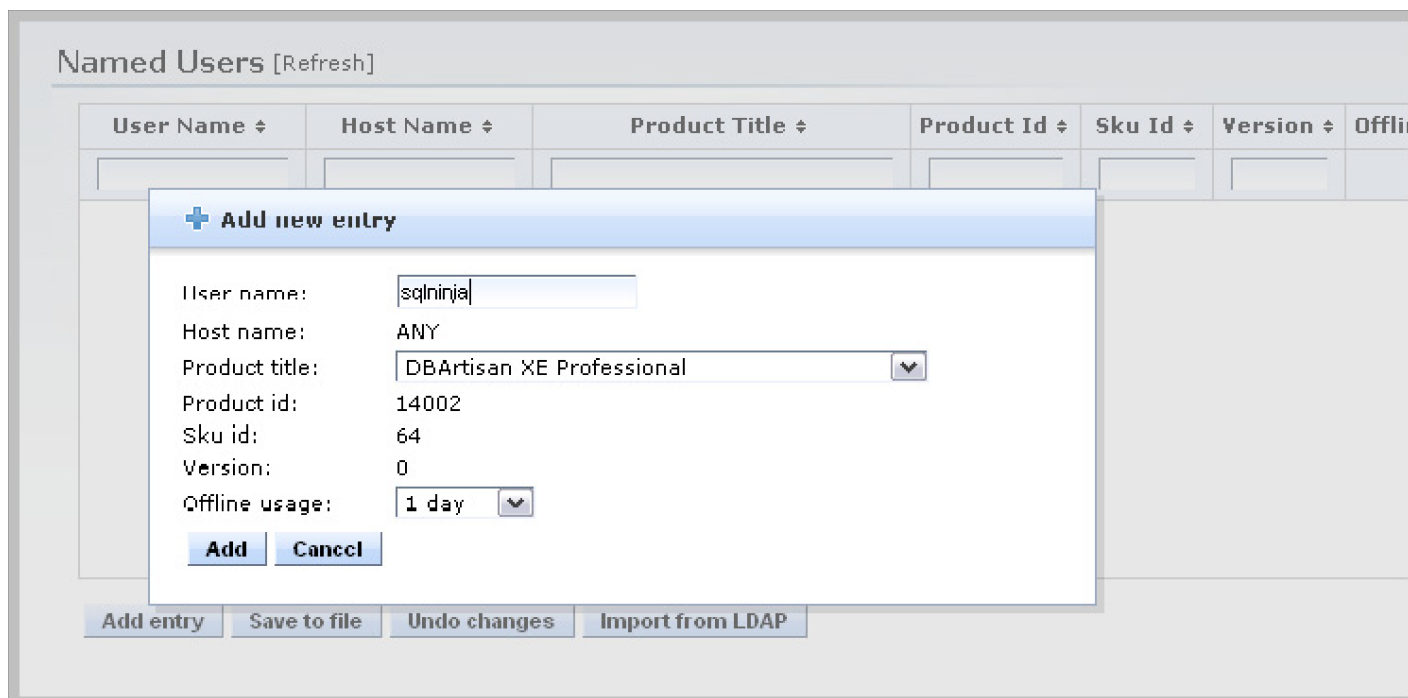 Named Users [Refresh]
User Name Host Name Product Title Product Id Sku Id Version Offli
Add new entry
User name: sqlninja
Host name: ANY
Product title: DBArtisan XE Professional
Product id: 14002
Sku id: 64
Version: 0
Offline usage: 1 day
Add Cancel
Add entry Save to file Undo changes Import from LDAP